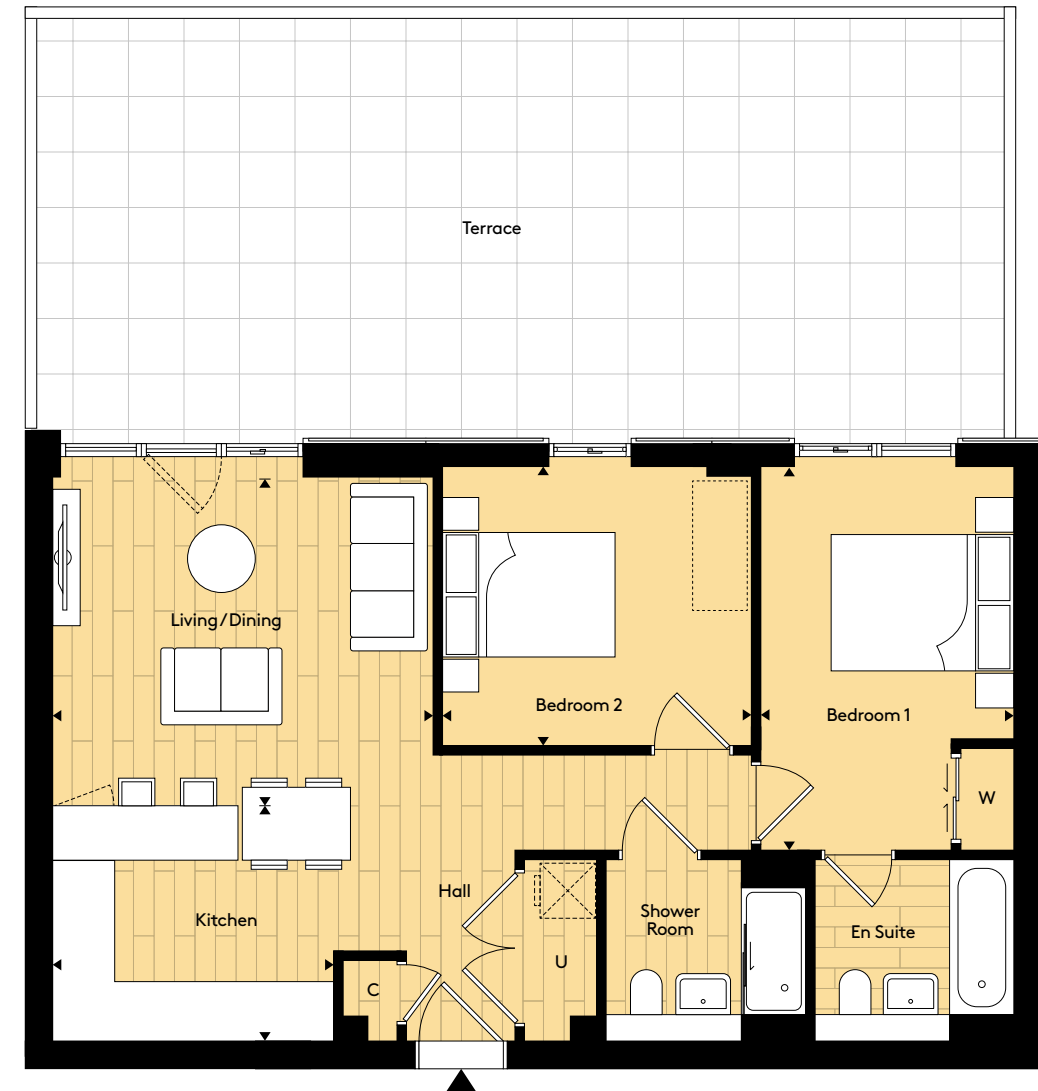 Terrace
Living/Dining
Bedroom 2
Bedroom 1
W
Hall
Kitchen
Shower
Room
En Suite
C
U